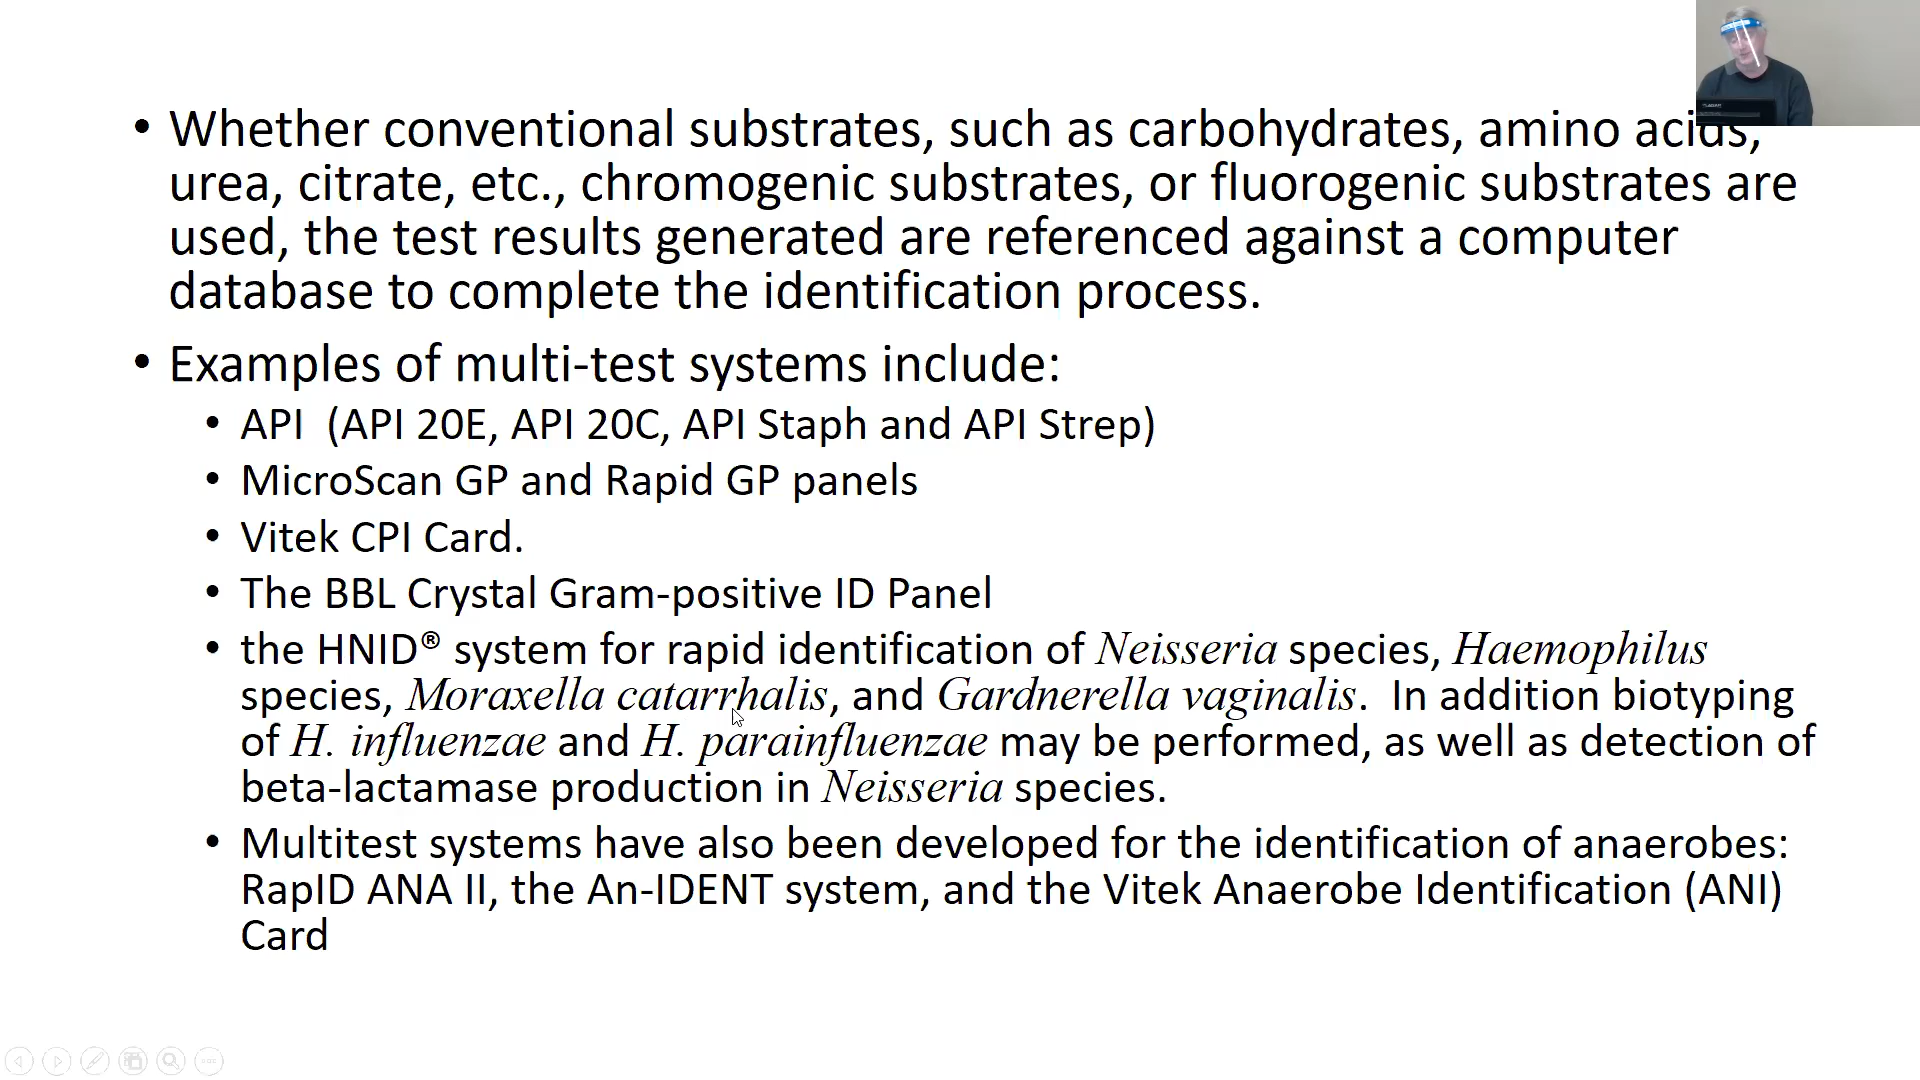 • Whether conventional substrates, such as carbohydrates, amino acids,
urea, citrate, etc., chromogenic substrates, or fluorogenic substrates are
used, the test results generated are referenced against a computer
database to complete the identification process.
• Examples of multi-test systems include:
• API  (API 20E, API 20C, API Staph and API Strep)
• MicroScan GP and Rapid GP panels
• Vitek CPI Card.
• The BBL Crystal Gram-positive ID Panel
• the HNID® system for rapid identification of Neisseria species, Haemophilus
species, Moraxella catarrhalis, and Gardnerella vaginalis.  In addition biotyping
of H. influenzae and H. parainfluenzae may be performed, as well as detection of
beta-lactamase production in Neisseria species.
• Multitest systems have also been developed for the identification of anaerobes:
RapID ANA II, the An-IDENT system, and the Vitek Anaerobe Identification (ANI)
Card